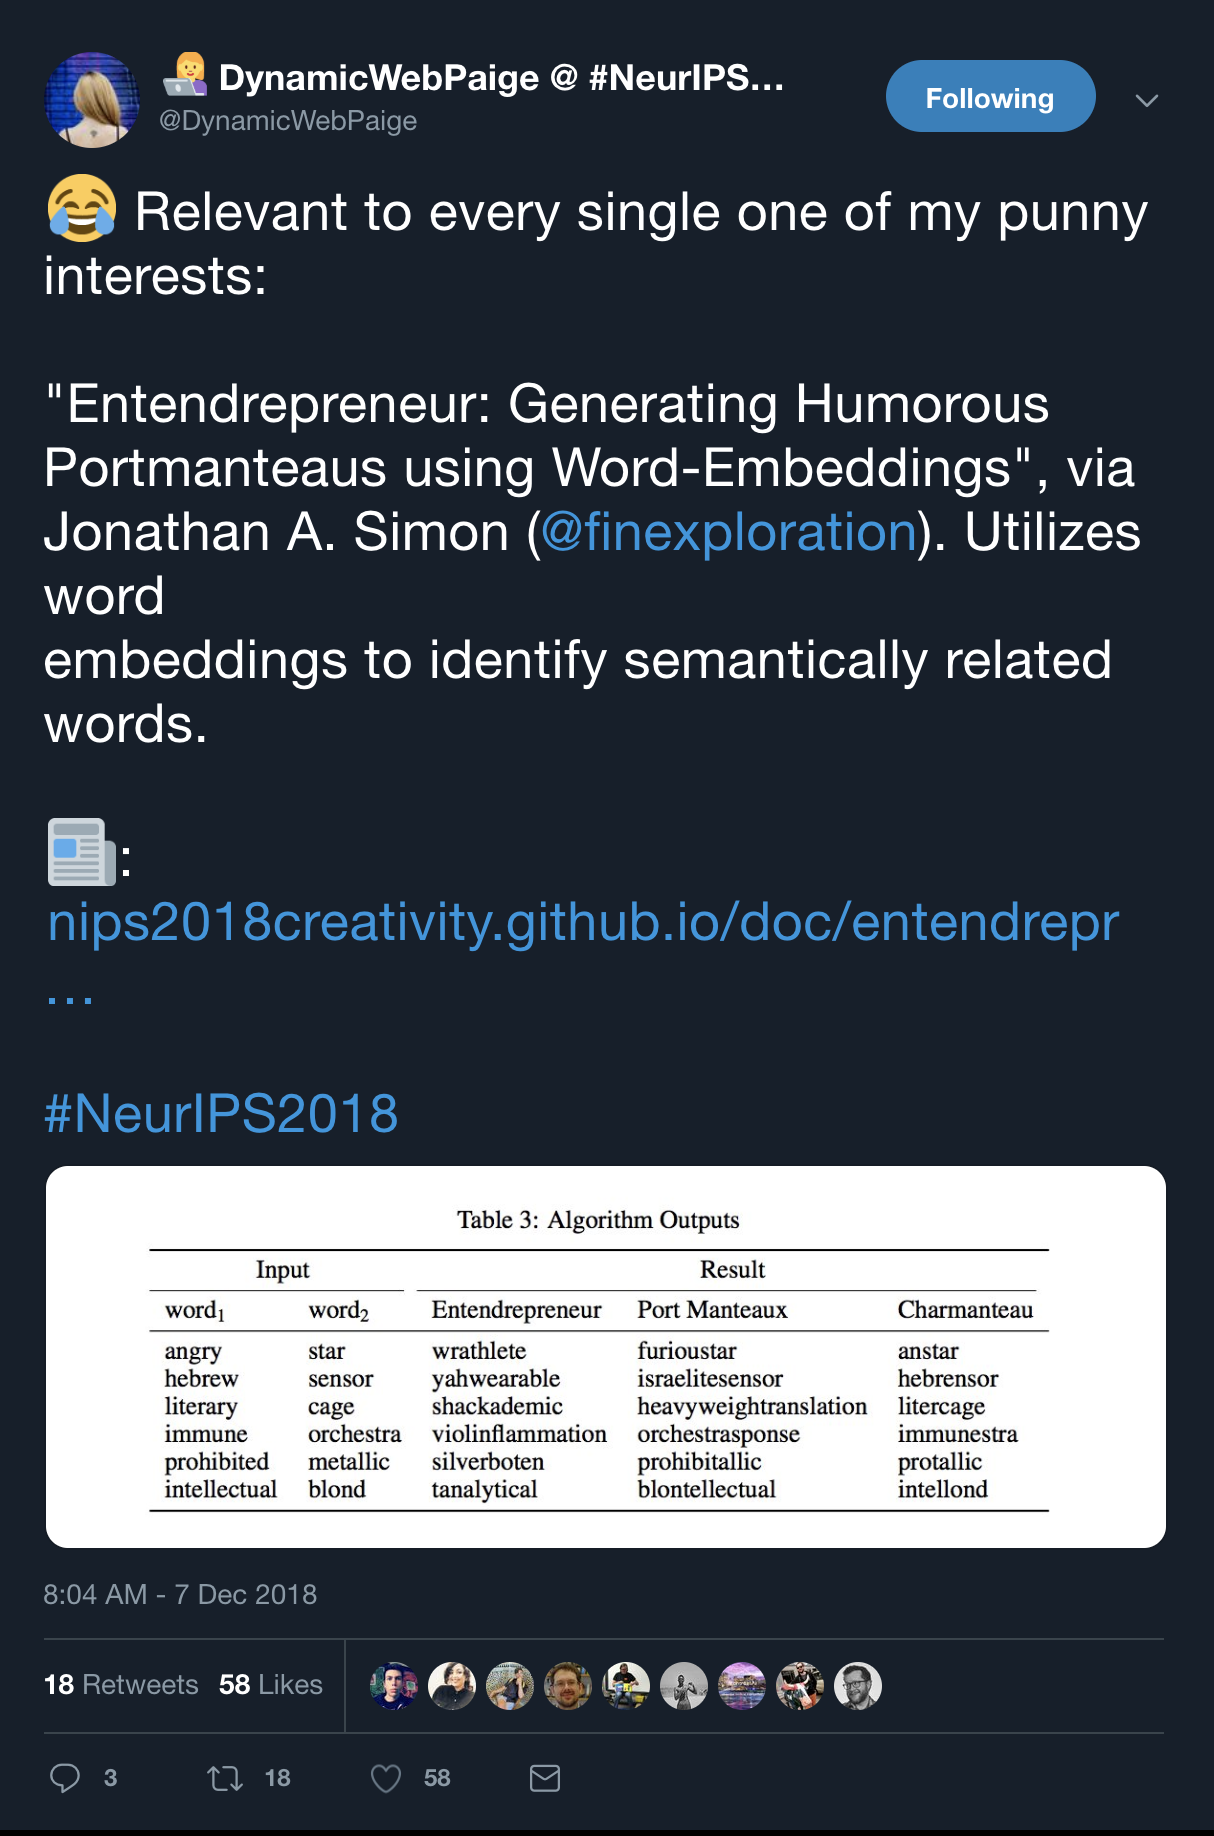 DynamicWebPaige @ #NeurIPS...
@DynamicWebPaige
Following
Relevant to every single one of my punny
interests:
"Entendrepreneur: Generating Humorous
Portmanteaus using Word-Embeddings", via
Jonathan A. Simon (@finexploration). Utilizes
word
embeddings to identify semantically related
words.
:
nips2018creativity.github.io/doc/entendrepr
...
#NeurIPS2018
Table 3: Algorithm Outputs
Input Result
word1 word2 Entendrepreneur Port Manteaux Charmanteau
angry star wrathlete furioustar anstar
hebrew sensor yahwearable israelitesensor hebrensor
literary cage shackademic heavyweightranslation litercage
immune orchestra violinflammation orchestrasponse immunestra
prohibited metallic silverboten prohibitallic protallic
intellectual blond tanalytical blontellectual intellond
8:04 AM - 7 Dec 2018
18 Retweets 58 Likes
3 18 58